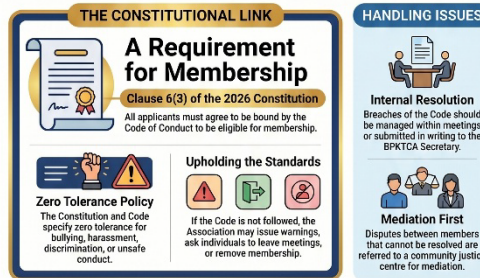 THE CONSTITUTIONAL LINK
A Requirement
for Membership
Clause 6(3) of the 2026 Constitution
All applicants must agree to be bound by the
Code of Conduct to be eligible for membership.
Zero Tolerance Policy
The Constitution and Code
specify zero tolerance for
bullying, harassment,
discrimination, or unsafe
conduct.
Upholding the Standards
If the Code is not followed, the
Association may issue warnings,
ask individuals to leave meetings,
or remove membership.
HANDLING ISSUES
Internal Resolution
Breaches of the Code should
be managed within meetings
or submitted in writing to the
BPKTCA Secretary.
Mediation First
Disputes between members
that cannot be resolved are
referred to a community justic
centre for mediation.